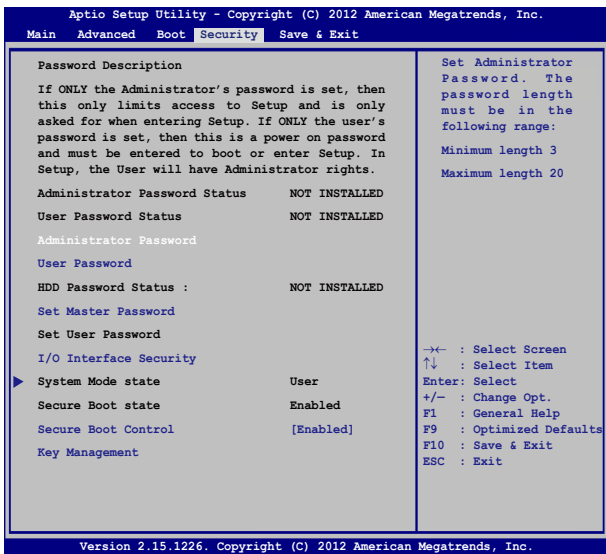 Aptio Setup Utility - Copyright (C) 2012 American Megatrends, Inc.
Main Advanced Boot Security Save & Exit
Password Description
If ONLY the Administrator's password is set, then
this only limits access to Setup and is only
asked for when entering Setup. If ONLY the user's
password is set, then this is a power on password
and must be entered to boot or enter Setup. In
Setup, the User will have Administrator rights.
Administrator Password Status NOT INSTALLED
User Password Status NOT INSTALLED
Administrator Password
User Password
HDD Password Status : NOT INSTALLED
Set Master Password
Set User Password
I/O Interface Security
System Mode state User
Secure Boot state Enabled
Secure Boot Control [Enabled]
Key Management
Set Administrator
Password. The
password length
must be in the
following range:
Minimum length 3
Maximum length 20
→← : Select Screen
↑↓ : Select Item
Enter: Select
+/— : Change Opt.
F1 : General Help
F9 : Optimized Defaults
F10 : Save & Exit
ESC : Exit
Version 2.15.1226. Copyright (C) 2012 American Megatrends, Inc.